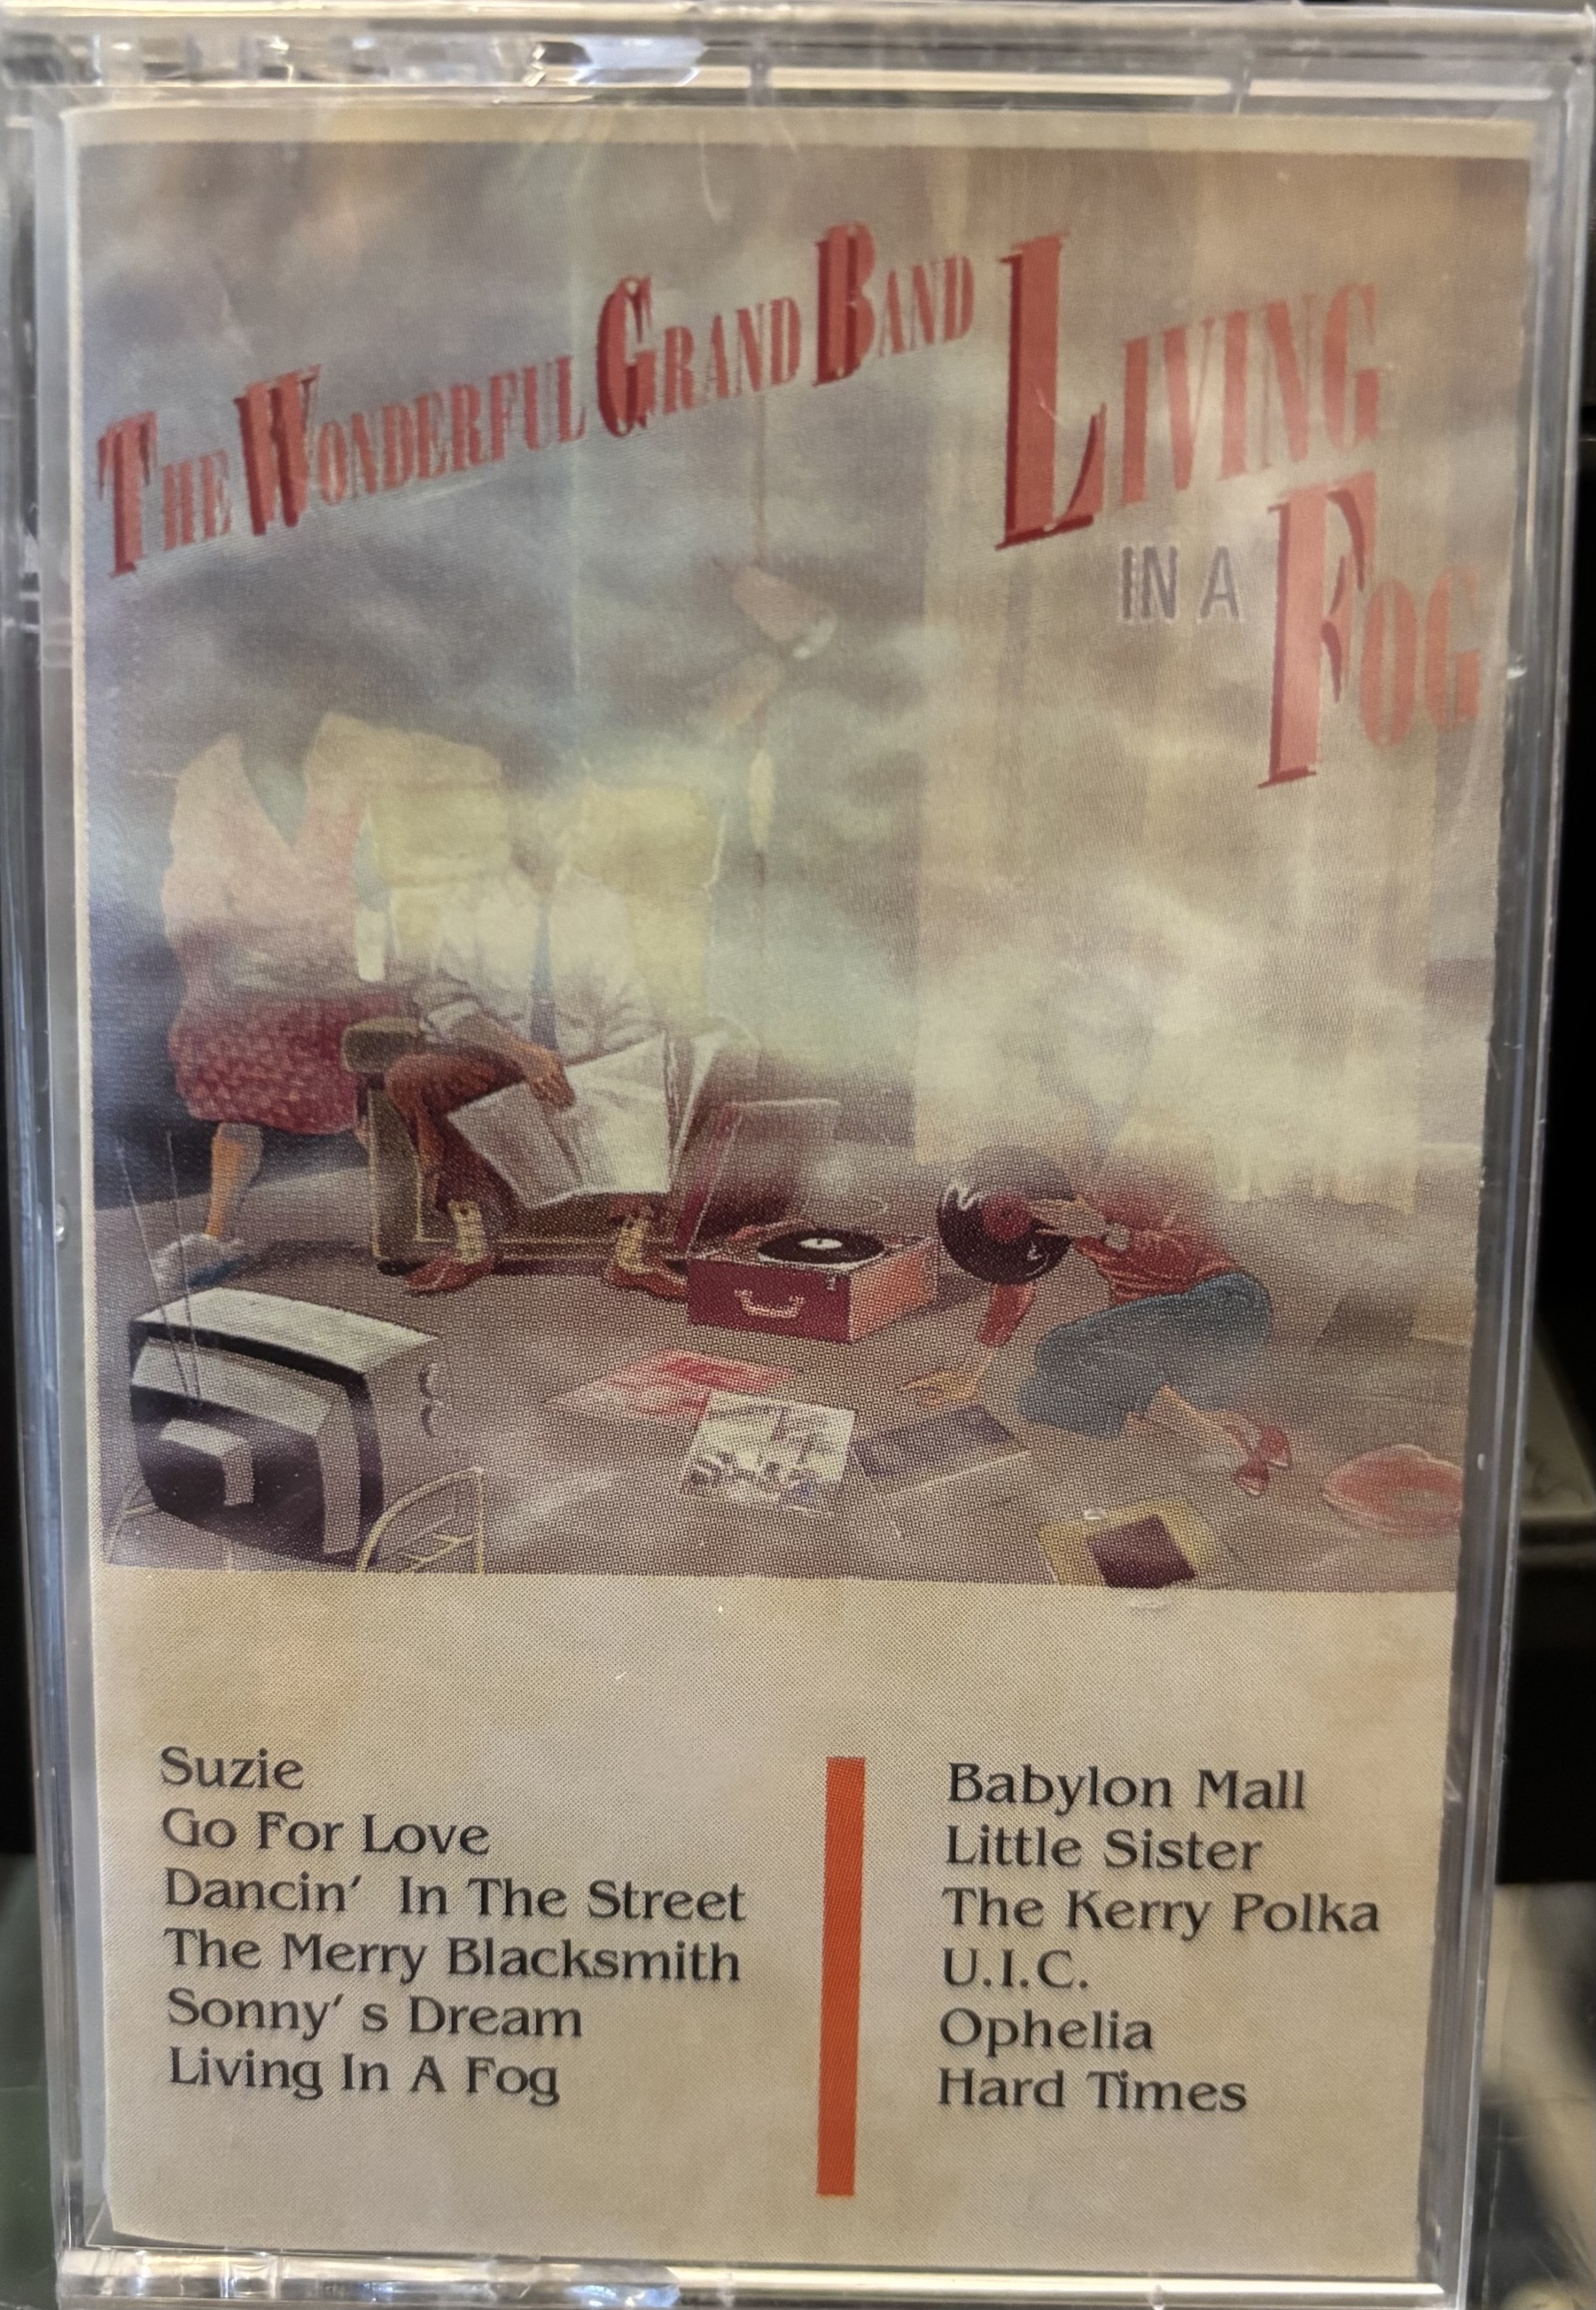 The Wonderful Grand Band
Living
in a Fog
Suzie
Go For Love
Dancin' In The Street
The Merry Blacksmith
Sonny' s Dream
Living In A Fog
Babylon Mall
Little Sister
The Kerry Polka
U.I.C.
Ophelia
Hard Times